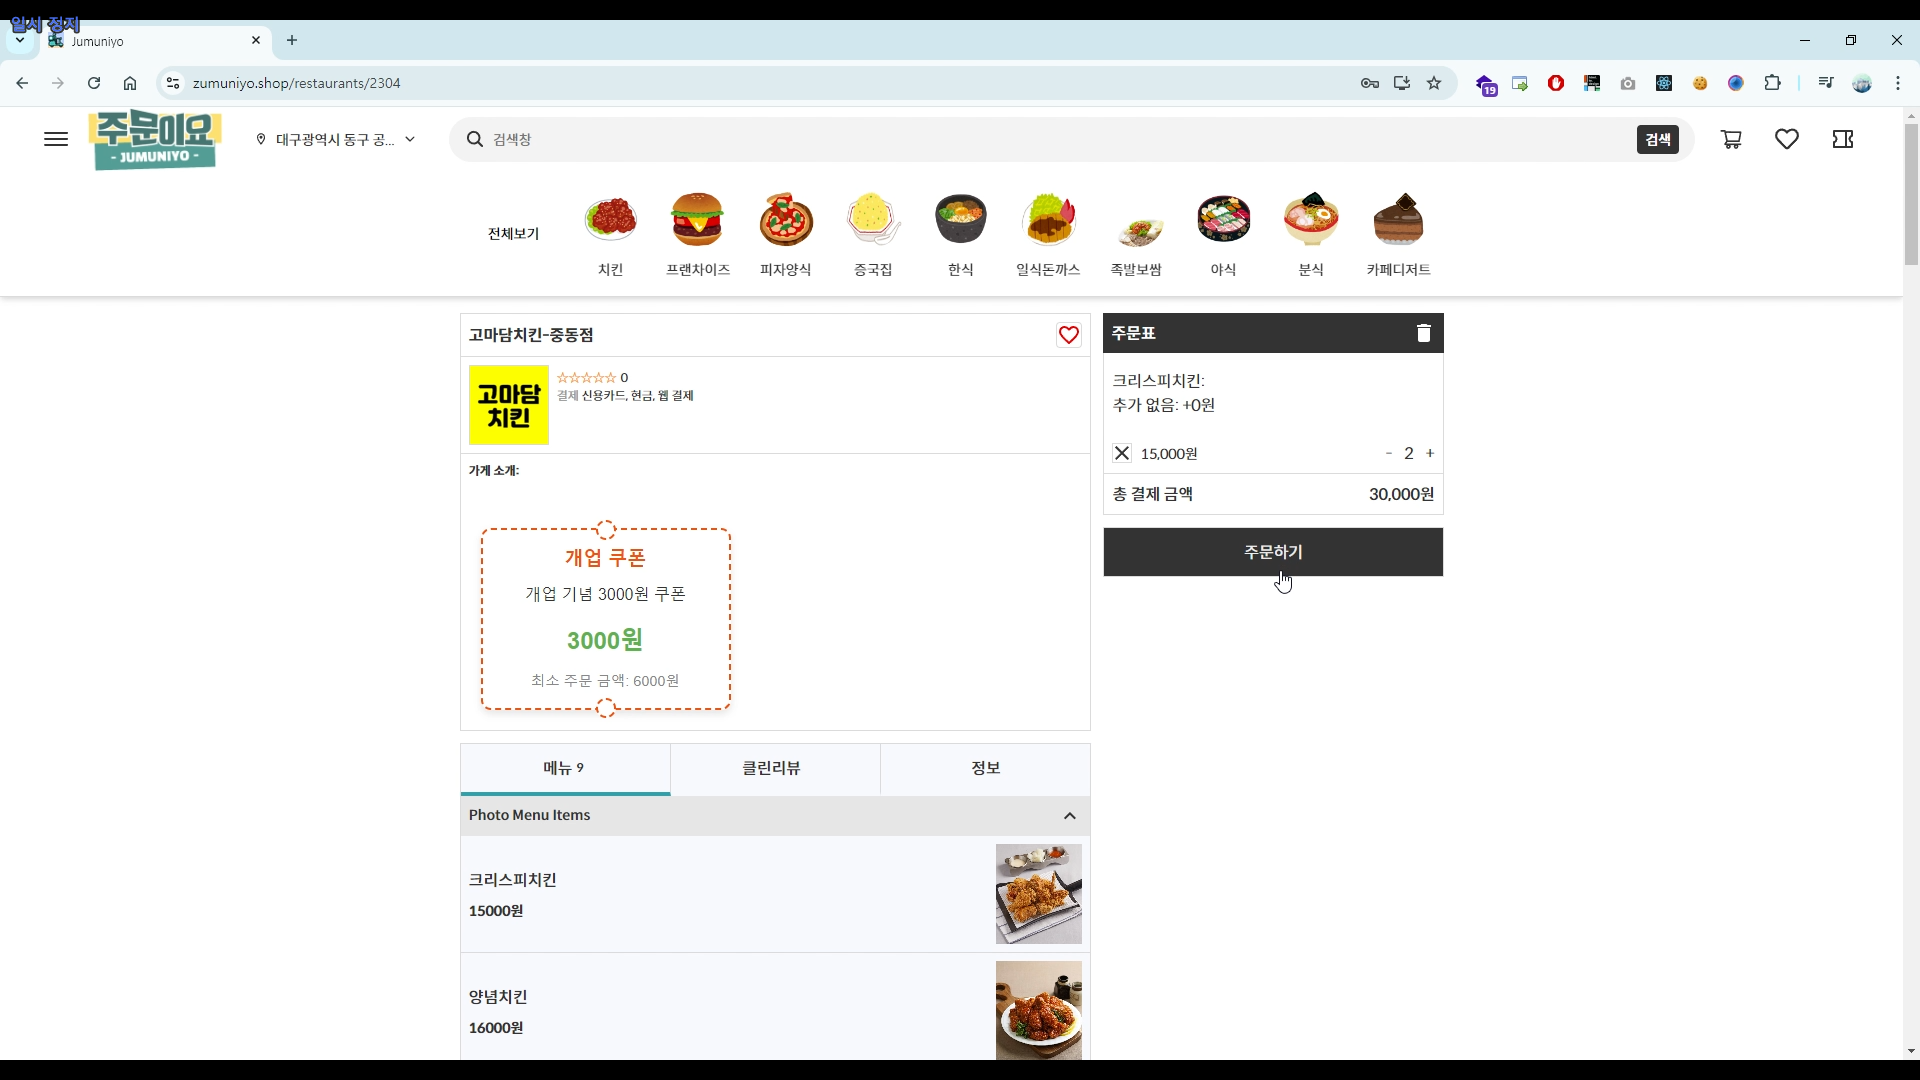 일시 정지
Jumuniyo
zumuniyo.shop/restaurants/2304
19
주문이요
- JUMUNIYO -
대구광역시 동구 공...
검색창
검색
전체보기
치킨
프랜차이즈
피자양식
중국집
한식
일식돈까스
족발보쌈
야식
분식
카페디저트
고마담치킨-중동점
고마담
치킨
☆☆☆☆☆ 0
결제 신용카드, 현금, 웹 결제
가게 소개:
개업 쿠폰
개업 기념 3000원 쿠폰
3000원
최소 주문 금액: 6000원
주문표
크리스피치킨:
추가 없음: +0원
15,000원
- 2 +
총 결제 금액 30,000원
주문하기
메뉴 9
클린리뷰
정보
Photo Menu Items
크리스피치킨
15000원
양념치킨
16000원